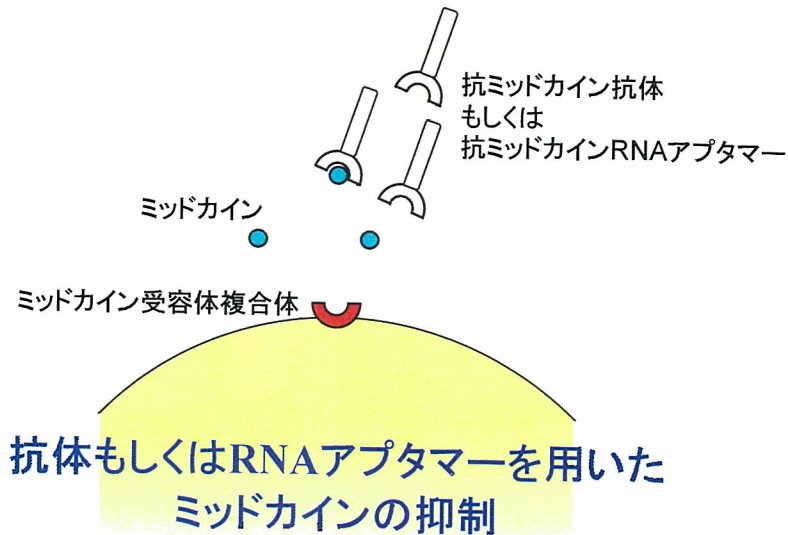 抗ミッドカイン抗体
もしくは
抗ミッドカインRNAアプタマー
ミッドカイン
ミッドカイン受容体複合体
抗体もしくはRNAアプタマーを用いた
ミッドカインの抑制